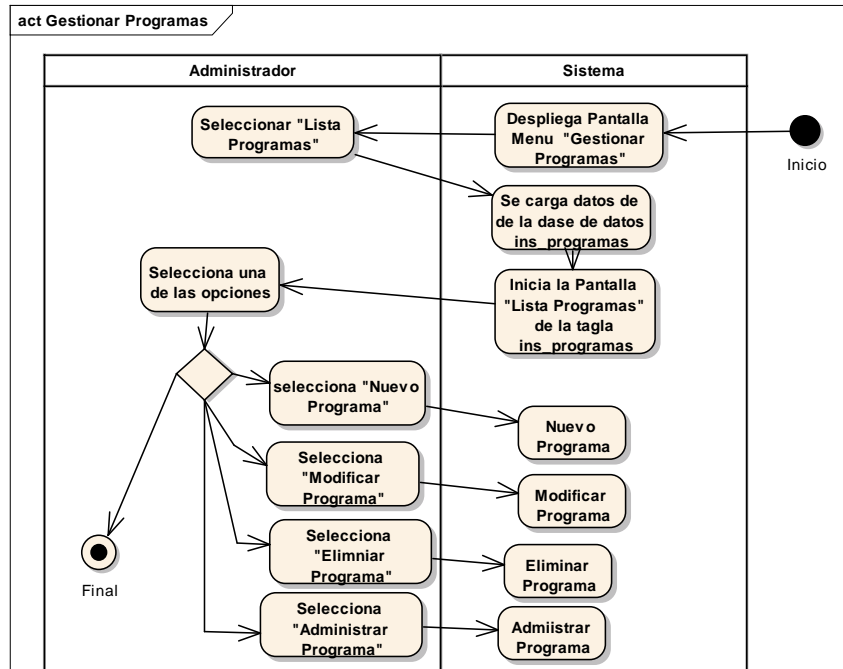 act Gestionar Programas
Administrador
Sistema
Seleccionar "Lista
Programas"
Despliega Pantalla
Menu "Gestionar
Programas"
Inicio
Se carga datos de
de la dase de datos
ins_programas
Selecciona una
de las opciones
Inicia la Pantalla
"Lista Programas"
de la tagla
ins_programas
selecciona "Nuevo
Programa"
Nuevo
Programa
Selecciona
"Modificar
Programa"
Modificar
Programa
Selecciona
"Elimniar
Programa"
Eliminar
Programa
Final
Selecciona
"Administrar
Programa"
Admiistrar
Programa